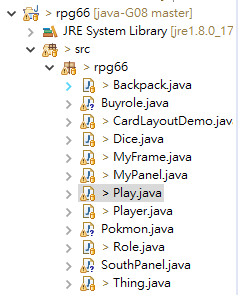 > rpg66 [java-G08 master]
JRE System Library [jre1.8.0_17
> src
> rpg66
> Backpack.java
Buyrole.java
> CardLayoutDemo.java
> Dice.java
> MyFrame.java
> MyPanel.java
> Play.java
> Player.java
Pokmon.java
> Role.java
SouthPanel.java
> Thing.java